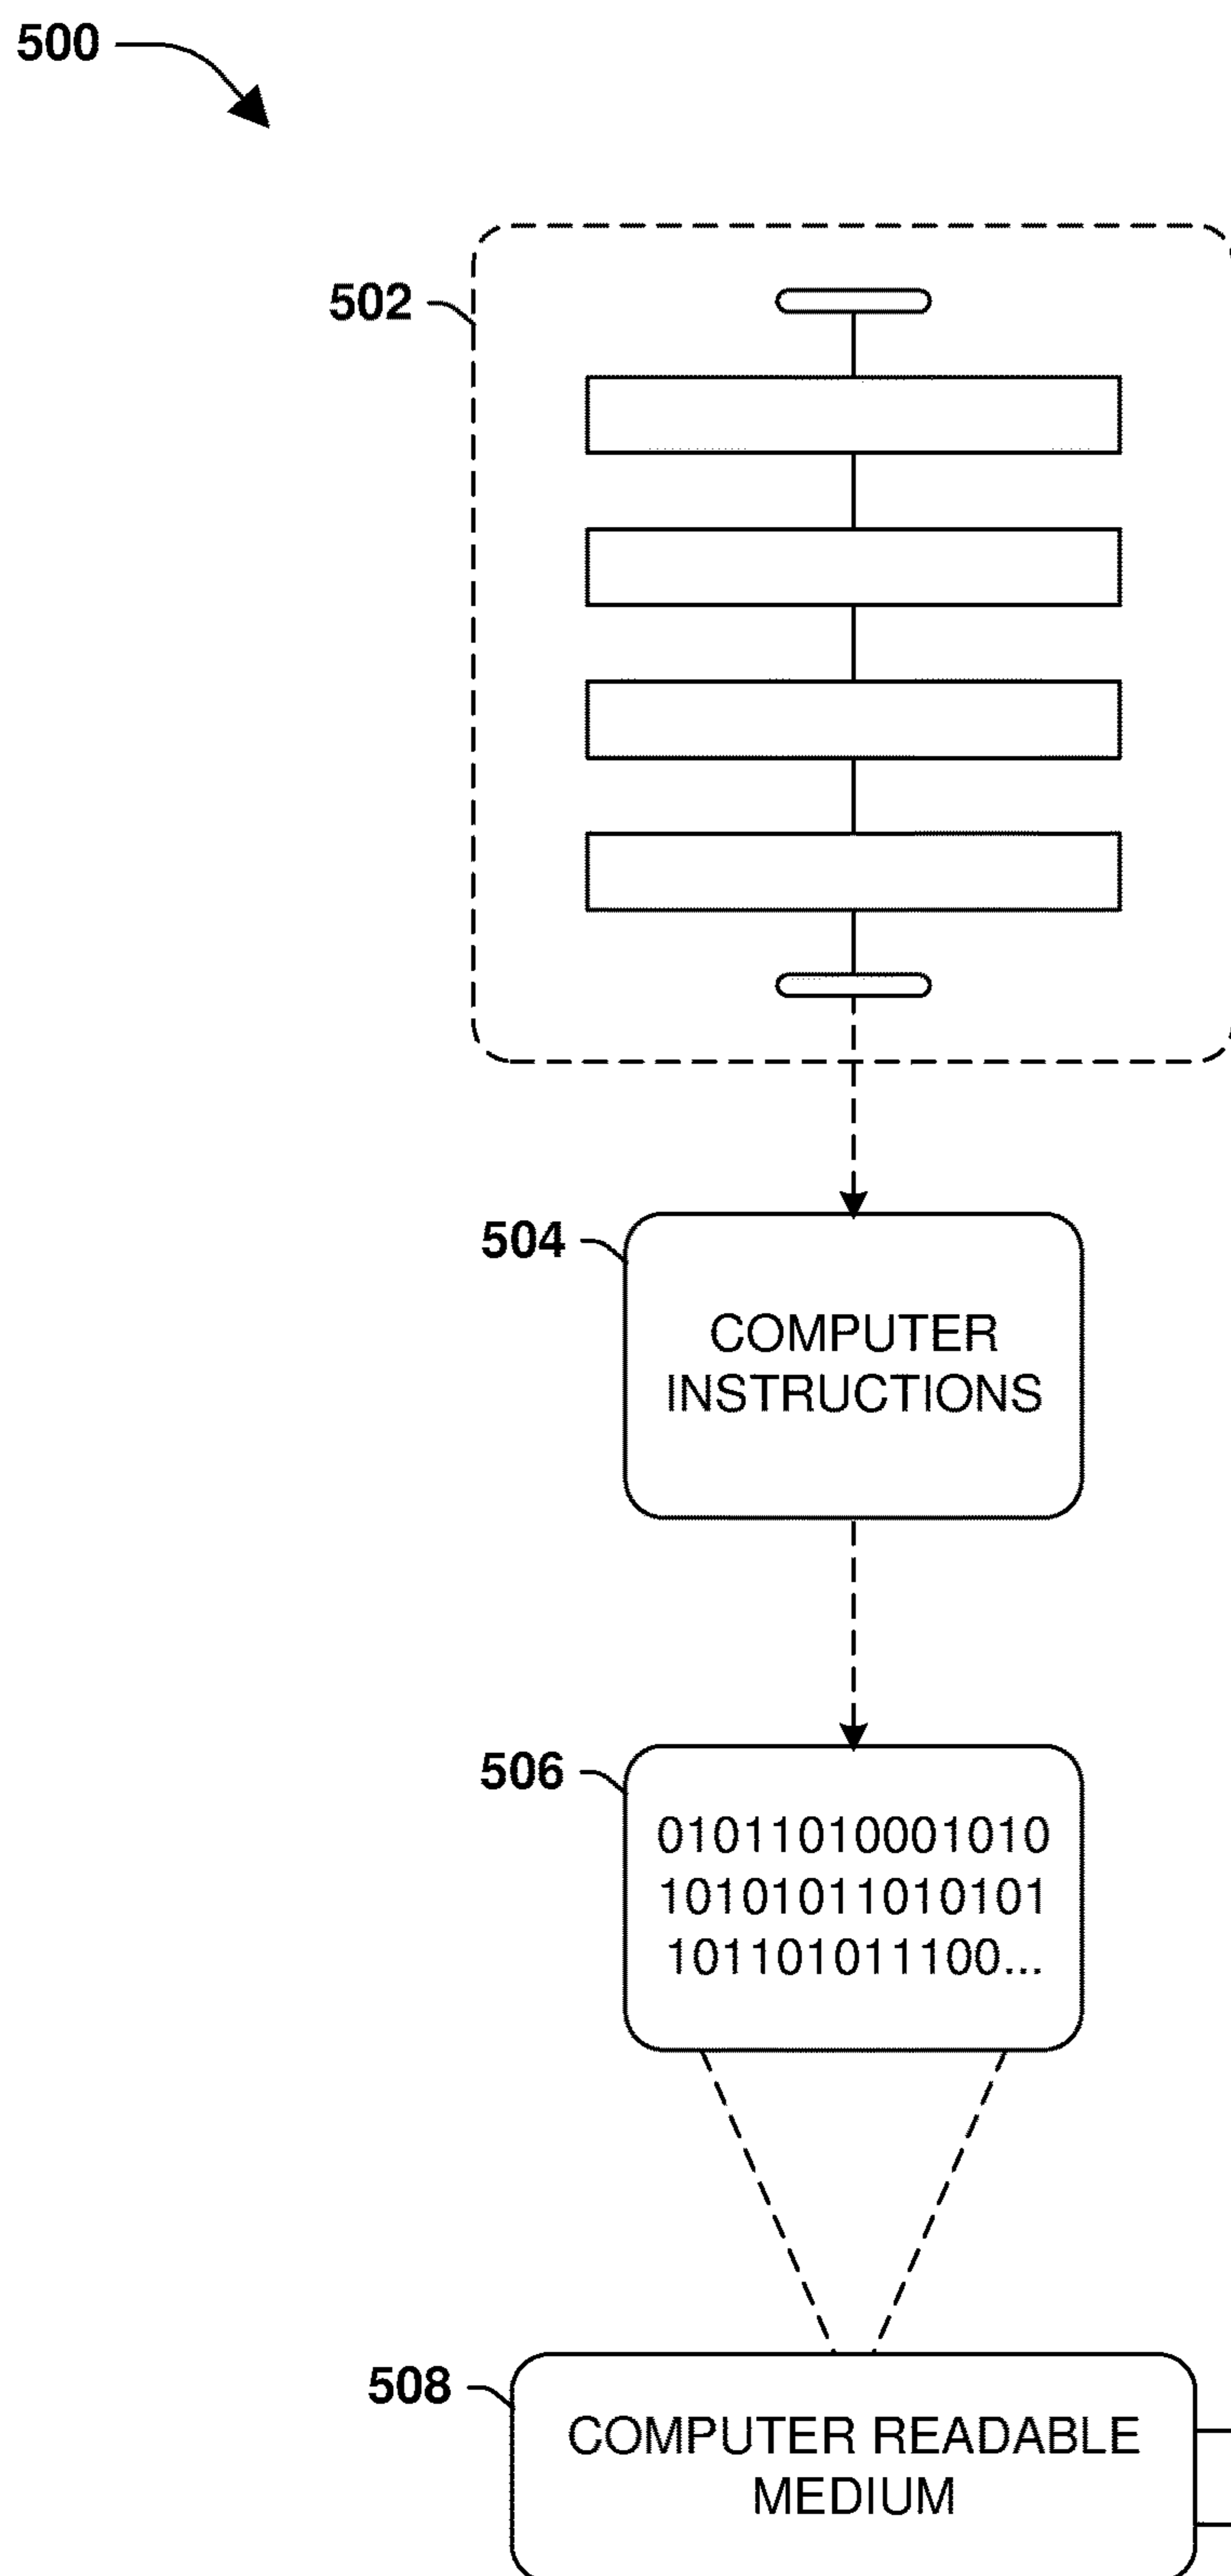 500
502
504
COMPUTER
INSTRUCTIONS
506
01011010001010
10101011010101
101101011100...
508
COMPUTER READABLE
MEDIUM